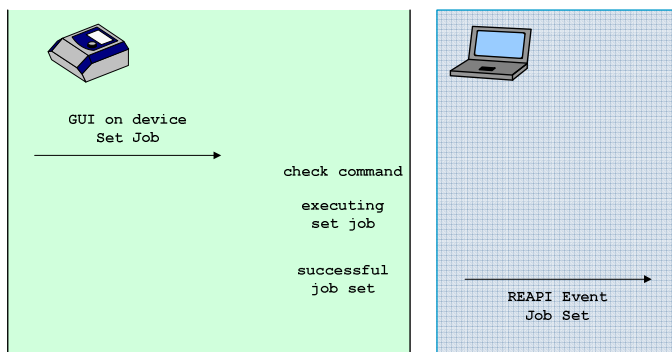 GUI on device
Set Job
check command
executing
set job
successful
job set
REAPI Event
Job Set